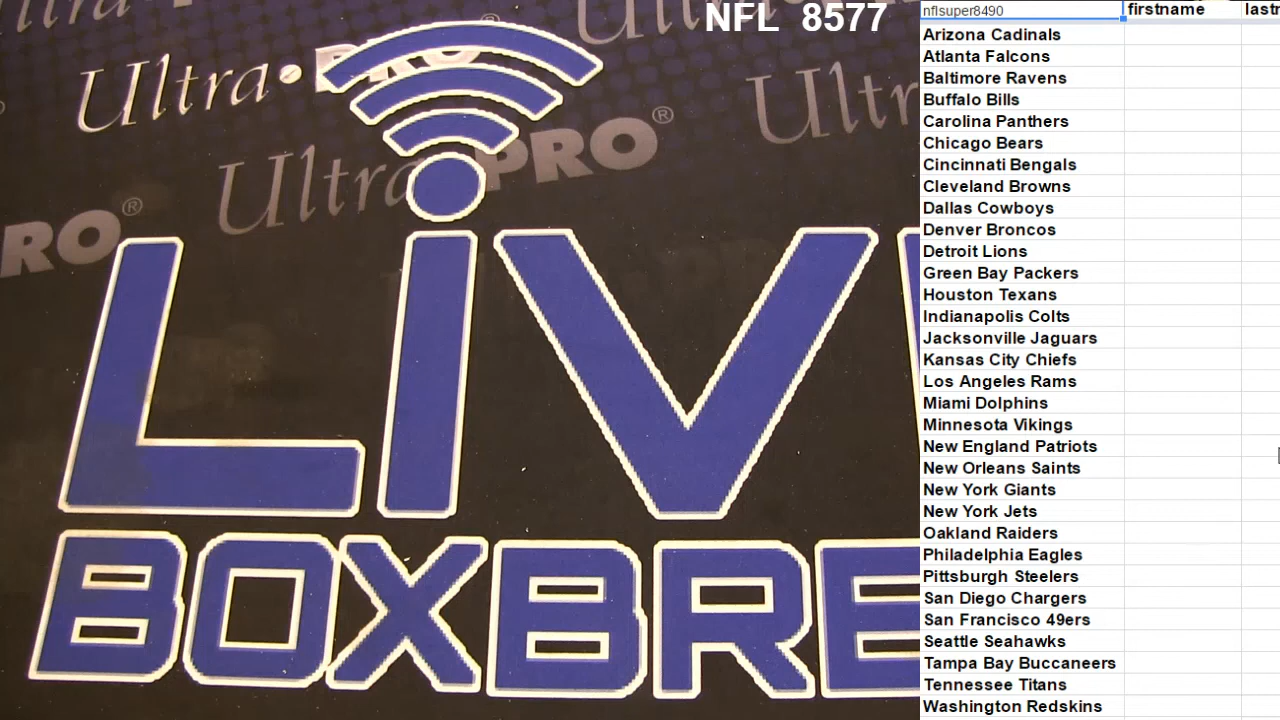 NFL 8577
Ultra
Ultra•PRO®
Ultra PRO®
Ultra
RO®
LIV
BOXBRE
nflsuper8490 firstname lastr
Arizona Cadinals
Atlanta Falcons
Baltimore Ravens
Buffalo Bills
Carolina Panthers
Chicago Bears
Cincinnati Bengals
Cleveland Browns
Dallas Cowboys
Denver Broncos
Detroit Lions
Green Bay Packers
Houston Texans
Indianapolis Colts
Jacksonville Jaguars
Kansas City Chiefs
Los Angeles Rams
Miami Dolphins
Minnesota Vikings
New England Patriots
New Orleans Saints
New York Giants
New York Jets
Oakland Raiders
Philadelphia Eagles
Pittsburgh Steelers
San Diego Chargers
San Francisco 49ers
Seattle Seahawks
Tampa Bay Buccaneers
Tennessee Titans
Washington Redskins